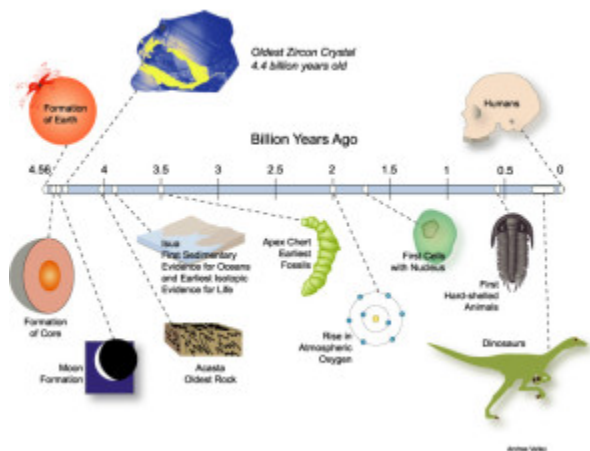 Oldest Zircon Crystal
4.4 billion years old
Formation
of Earth
Humans
Billion Years Ago
4.56
4
3.5
3
2.5
2
1.5
1
0.5
0
Isua
First Sedimentary
Evidence for Oceans
and Earliest Isotopic
Evidence for Life
Apex Chert
Earliest
Fossils
First Cells
with Nucleus
First
Hard-shelled
Animals
Formation
of Core
Moon
Formation
Acasta
Oldest Rock
Rise in
Atmospheric
Oxygen
Dinosaurs